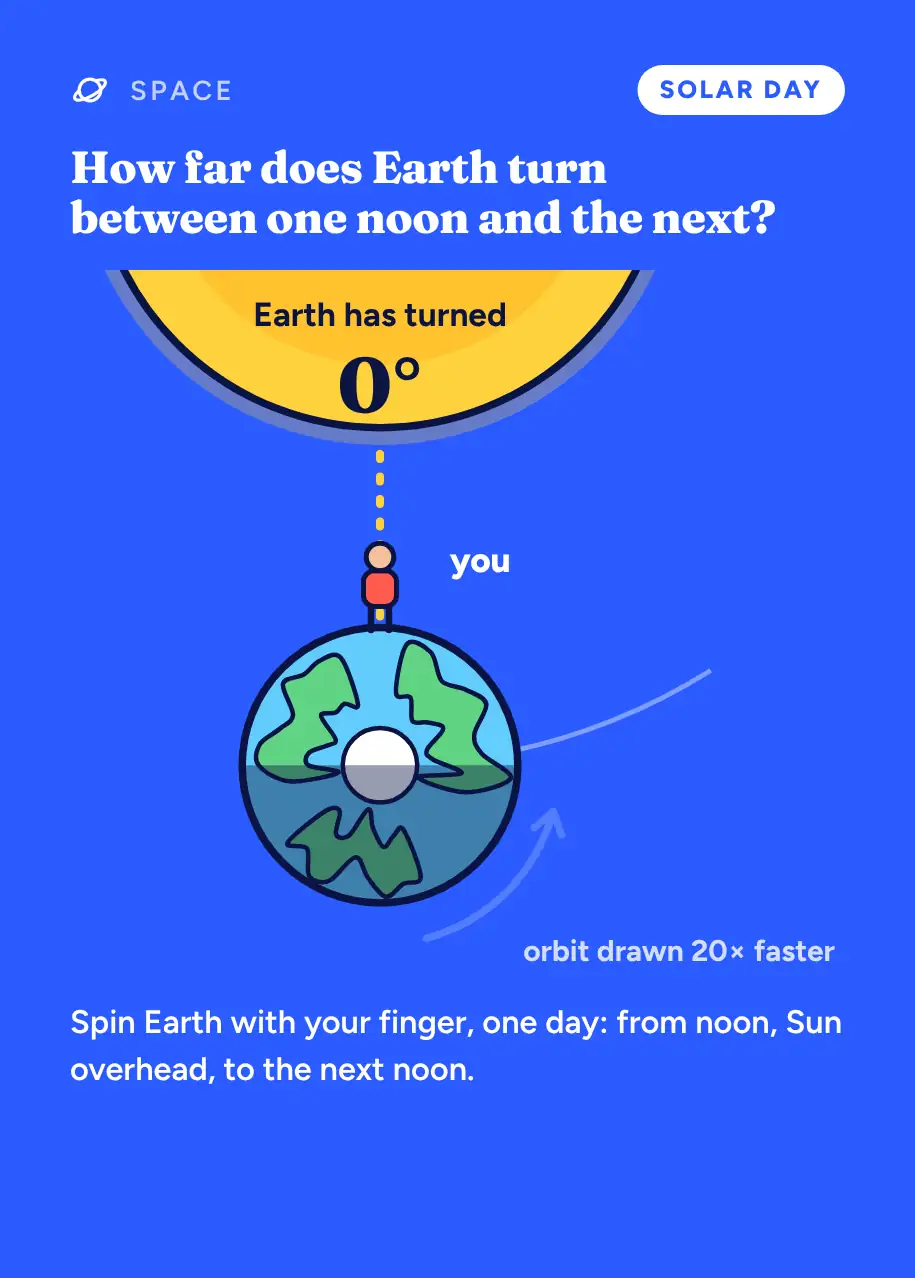 SPACE
SOLAR DAY
How far does Earth turn
between one noon and the next?
Earth has turned
0°
you
orbit drawn 20× faster
Spin Earth with your finger, one day: from noon, Sun
overhead, to the next noon.